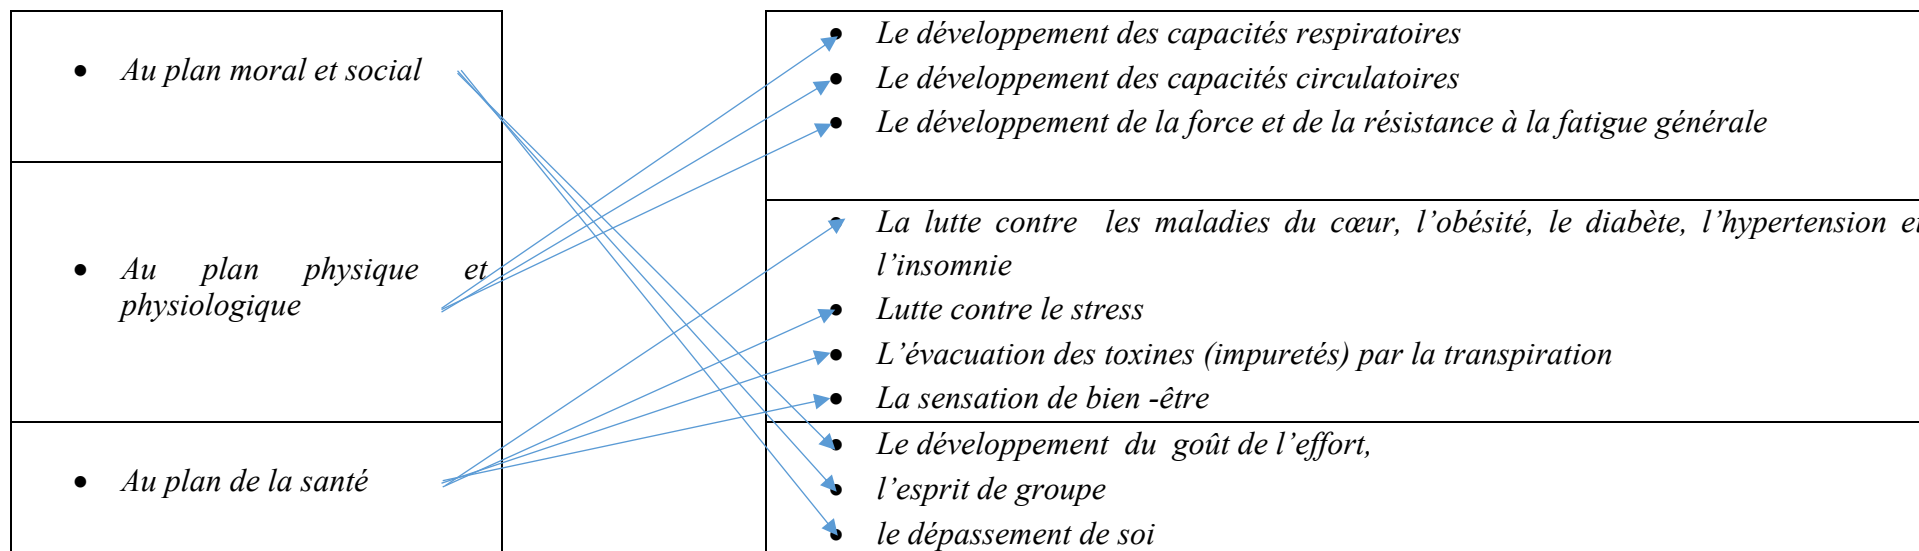 • Au plan moral et social
• Au plan physique et
physiologique
• Au plan de la santé
• Le développement des capacités respiratoires
• Le développement des capacités circulatoires
• Le développement de la force et de la résistance à la fatigue générale
• La lutte contre les maladies du cœur, l’obésité, le diabète, l’hypertension et
l’insomnie
• Lutte contre le stress
• L’évacuation des toxines (impuretés) par la transpiration
• La sensation de bien -être
• Le développement du goût de l’effort,
• l’esprit de groupe
• le dépassement de soi